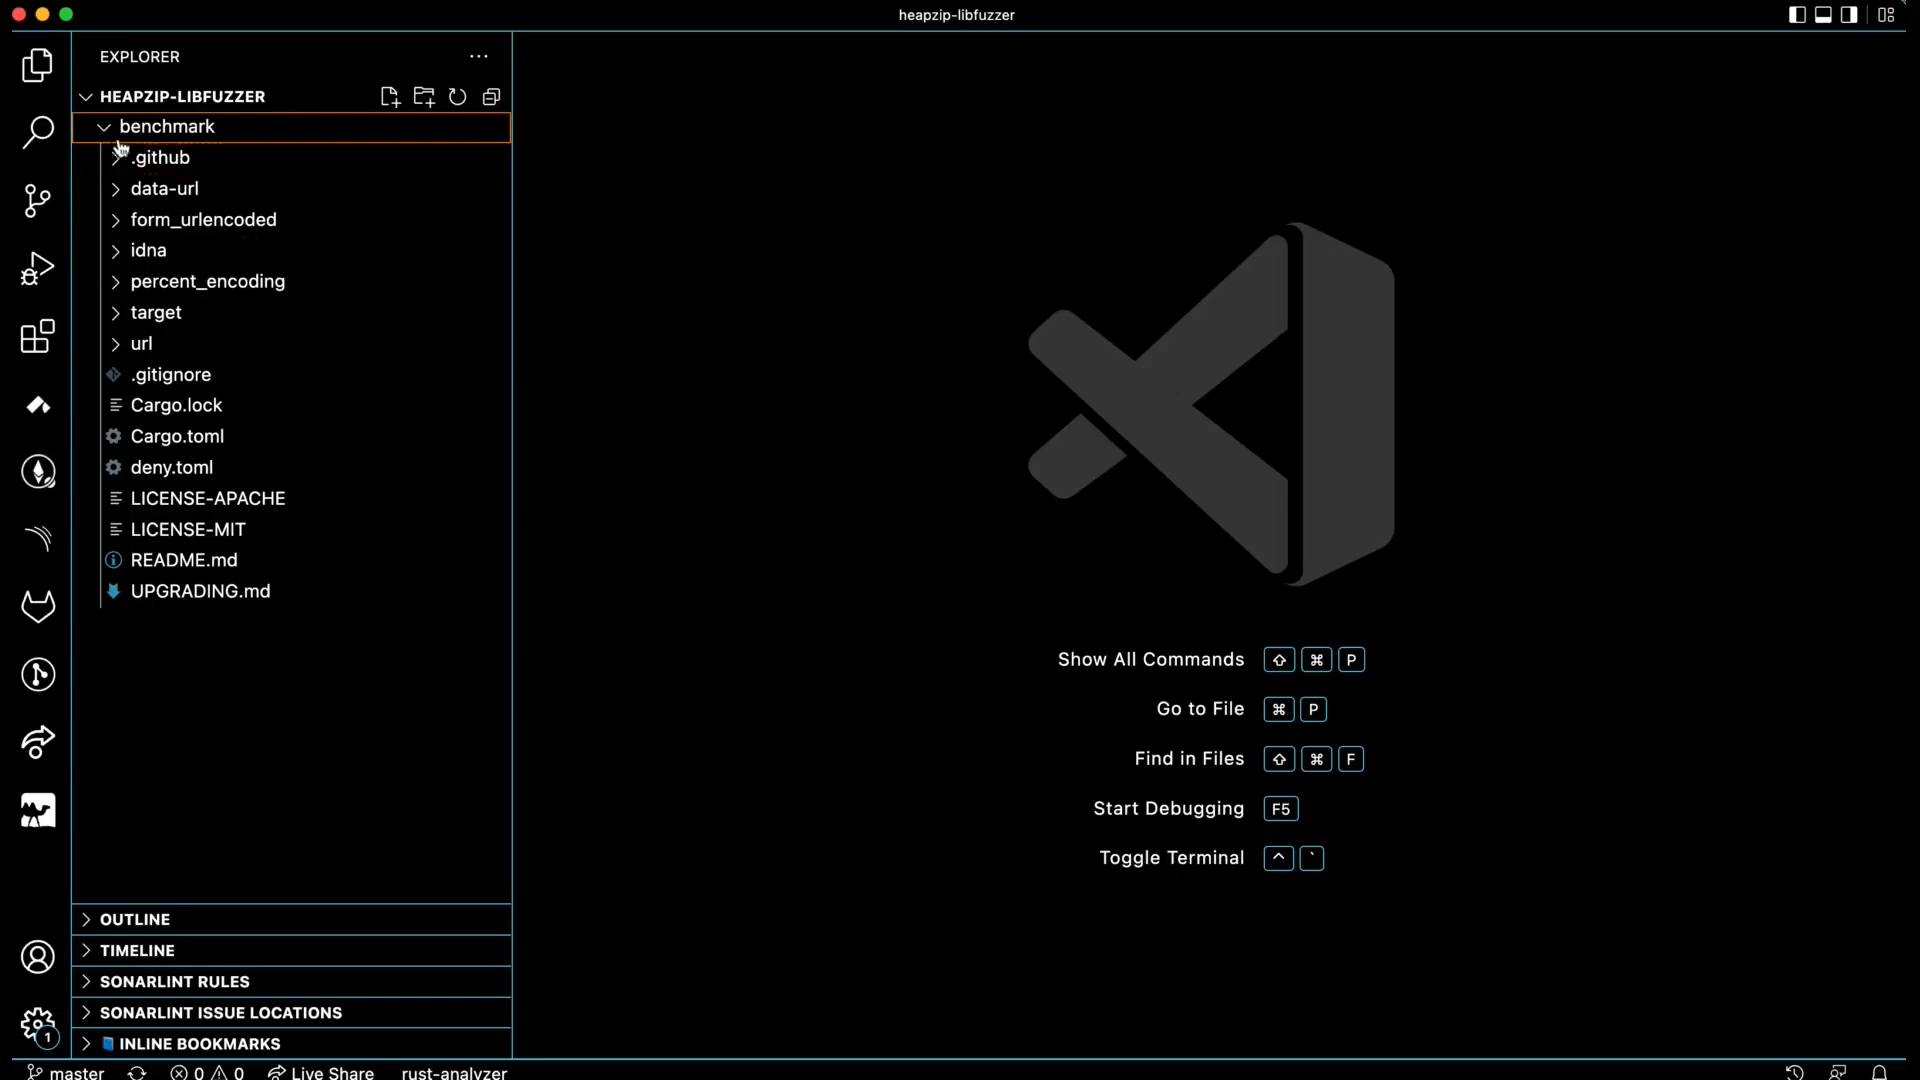 heapzip-libfuzzer
EXPLORER
HEAPZIP-LIBFUZZER
benchmark
.github
data-url
form_urlencoded
idna
percent_encoding
target
url
.gitignore
Cargo.lock
Cargo.toml
deny.toml
LICENSE-APACHE
LICENSE-MIT
README.md
UPGRADING.md
Show All Commands ⇧ ⌘ P
Go to File ⌘ P
Find in Files ⇧ ⌘ F
Start Debugging F5
Toggle Terminal ^ `
OUTLINE
TIMELINE
SONARLINT RULES
SONARLINT ISSUE LOCATIONS
INLINE BOOKMARKS
1
master 0 0 Live Share rust-analyzer